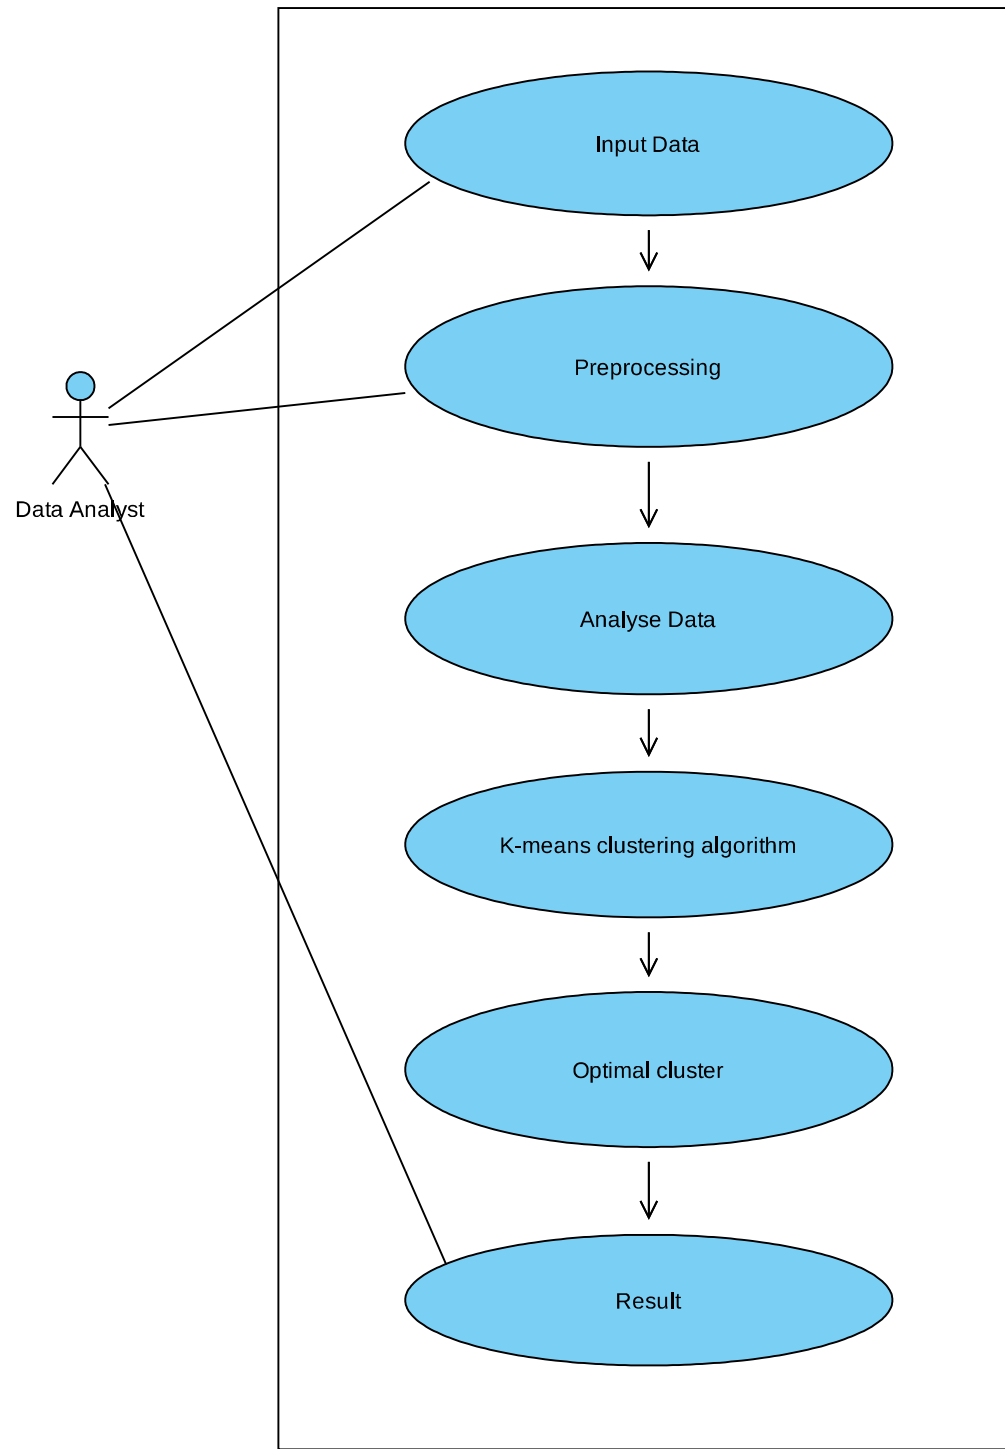 Input Data
Preprocessing
Data Analyst
Analyse Data
K-means clustering algorithm
Optimal cluster
Result